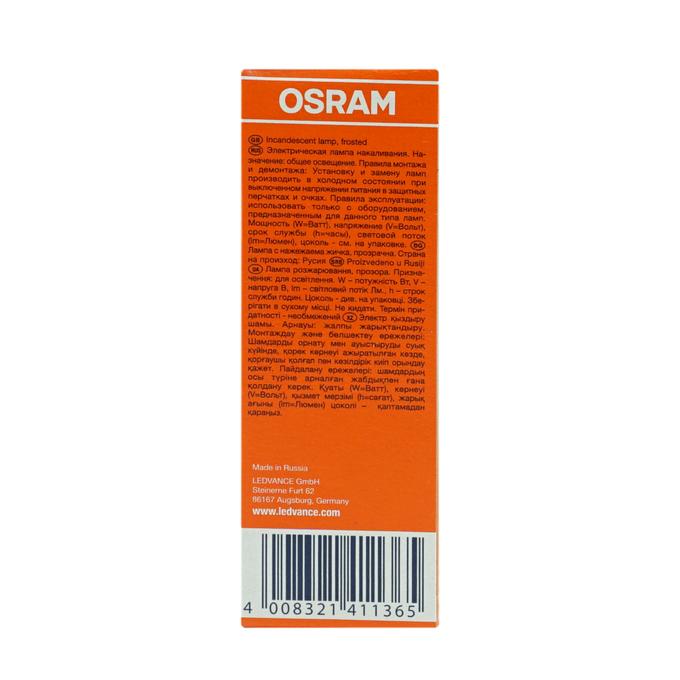 OSRAM
GB Incandescent lamp, frosted
RUS Электрическая лампа накаливания. На-
значение: общее освещение. Правила монтажа
и демонтажа: Установку и замену ламп
производить в холодном состоянии при
выключенном напряжении питания в защитных
перчатках и очках. Правила эксплуатации:
использовать только с оборудованием,
предназначенным для данного типа ламп.
Мощность (W=Ватт), напряжение (V=Вольт),
срок службы (h=часы), световой поток
(lm=Люмен), цоколь - см. на упаковке. BG
Лампа с нажежаема жичка, прозрачна. Страна
на произход: Русия SRB Proizvedeno u Rusiji
UA Лампа розжарювання, прозора. Призна-
чення: для освітлення. W – потужність Вт, V –
напруга В, lm – світловий потік Лм., h – строк
служби годин. Цоколь - див. на упаковці. Збе-
рігати в сухому місці. Не кидати. Термін при-
датності - необмежений KZ Электр қыздыру
шамы. Арнауы: жалпы жарықтандыру.
Монтаждау және бөлшектеу ережелері:
Шамдарды орнату мен ауыстыруды суық
күйінде, қорек кернеуі ажыратылған кезде,
қорғаушы қолғап пен көзілдірік киіп орындау
қажет. Пайдалану ережелері: шамдардың
осы түріне арналған жабдықпен ғана
қолдану керек. Қуаты (W=Ватт), кернеуі
(V=Вольт), қызмет мерзімі (h=сағат), жарық
ағыны (lm=Люмен) цоколі – қаптамадан
қараңыз.
Made in Russia
LEDVANCE GmbH
Steinerne Furt 62
86167 Augsburg, Germany
www.ledvance.com
4 008321 411365